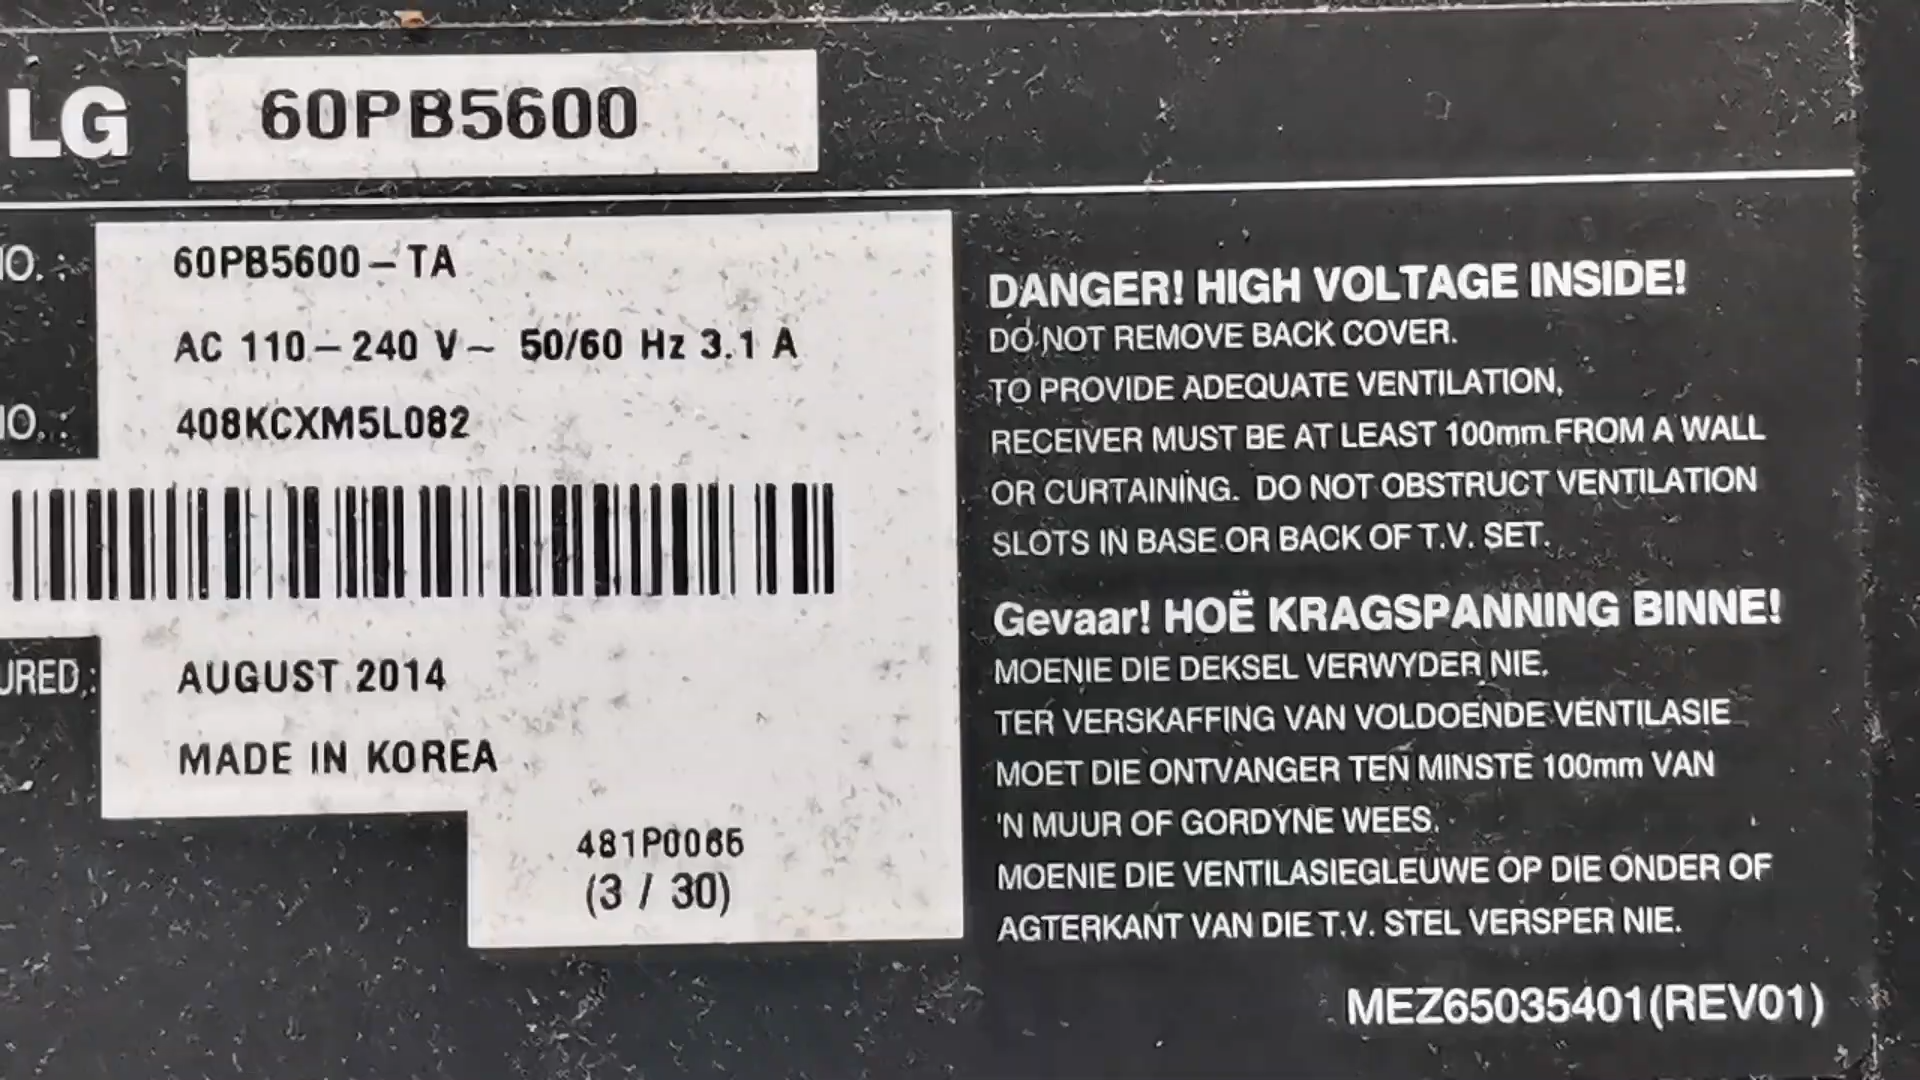 LG 60PB5600
NO. : 60PB5600-TA
AC 110-240 V~ 50/60 Hz 3.1 A
NO. : 408KCXM5L082
URED.: AUGUST 2014
MADE IN KOREA
481P0066
(3 / 30)
DANGER! HIGH VOLTAGE INSIDE!
DO NOT REMOVE BACK COVER.
TO PROVIDE ADEQUATE VENTILATION,
RECEIVER MUST BE AT LEAST 100mm FROM A WALL
OR CURTAINING. DO NOT OBSTRUCT VENTILATION
SLOTS IN BASE OR BACK OF T.V. SET.
Gevaar! HOË KRAGSPANNING BINNE!
MOENIE DIE DEKSEL VERWYDER NIE.
TER VERSKAFFING VAN VOLDOENDE VENTILASIE
MOET DIE ONTVANGER TEN MINSTE 100mm VAN
'N MUUR OF GORDYNE WEES.
MOENIE DIE VENTILASIEGLEUWE OP DIE ONDER OF
AGTERKANT VAN DIE T.V. STEL VERSPER NIE.
MEZ65035401(REV01)